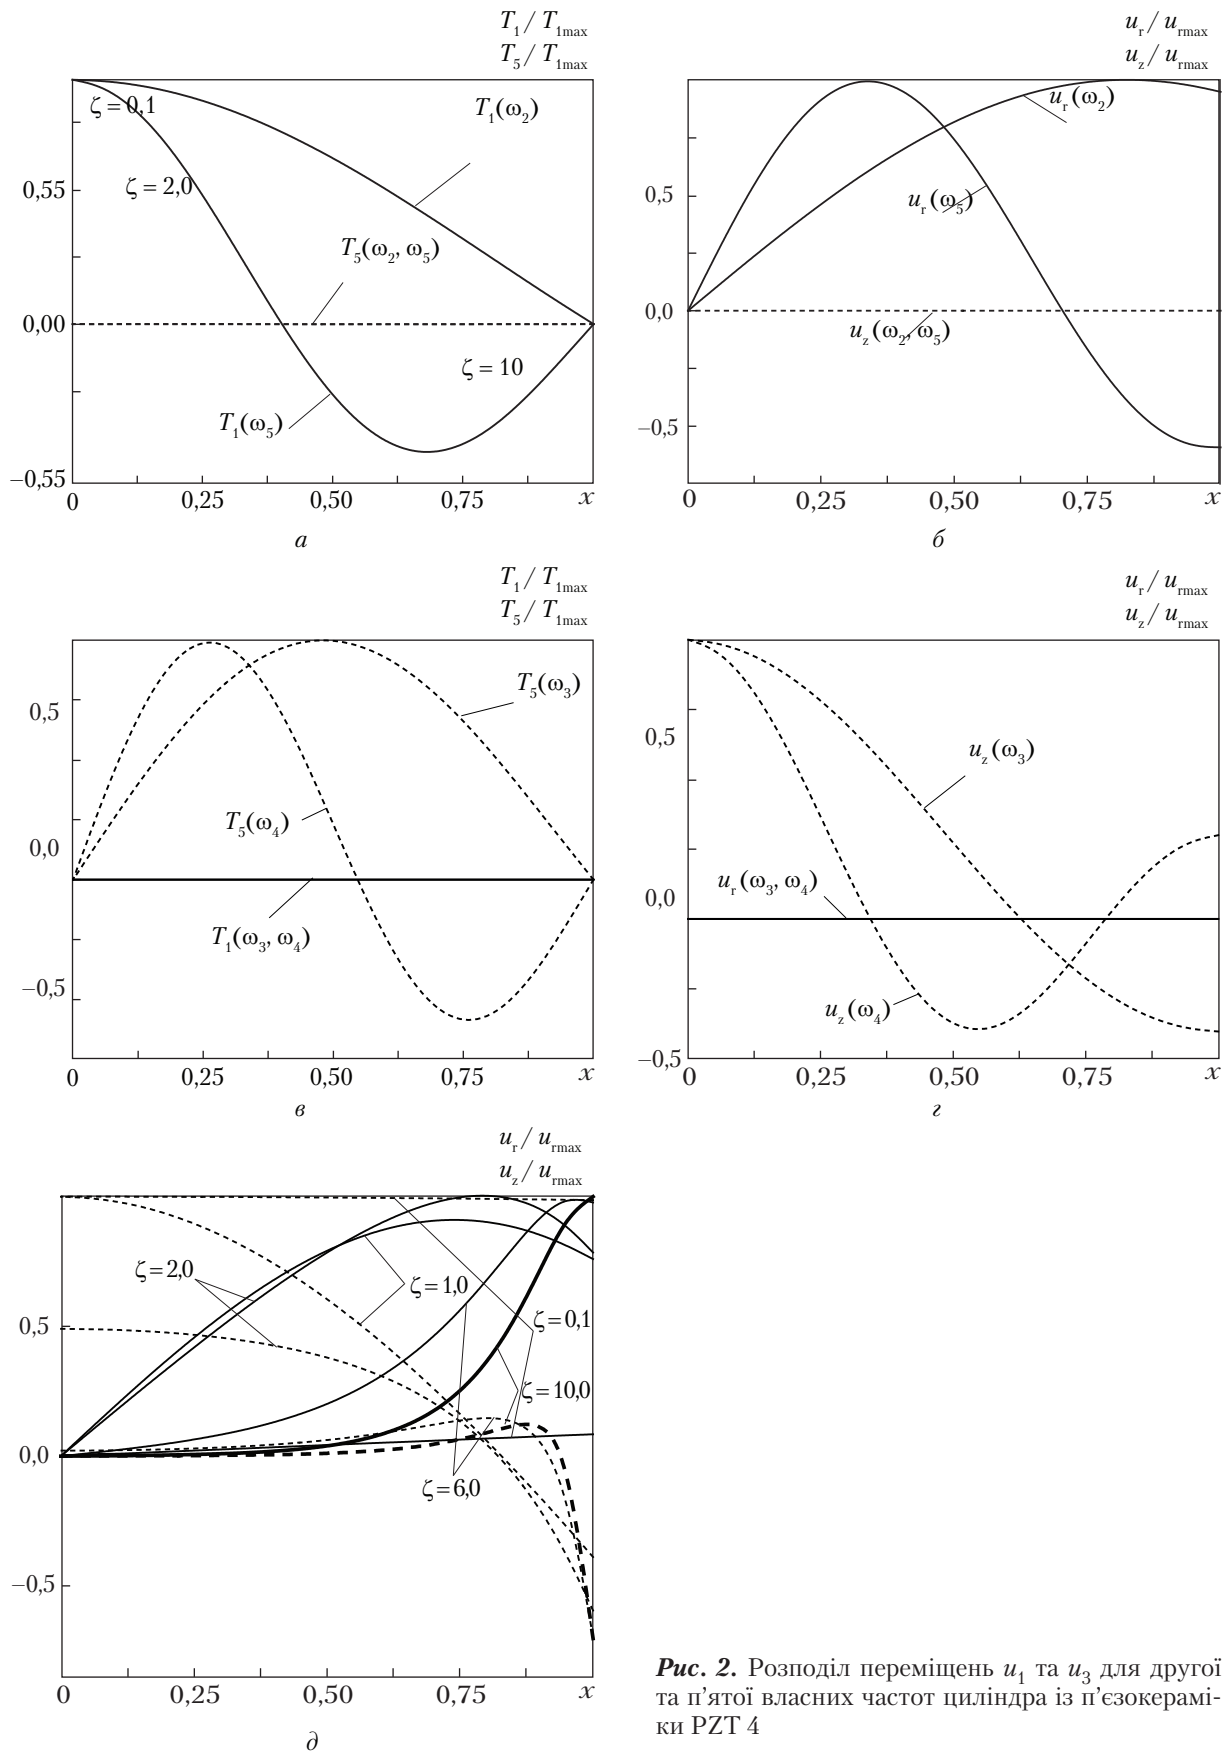 T₁ / T₁max
T₅ / T₁max
ζ = 0,1
T₁(ω₂)
0,55
ζ = 2,0
T₅(ω₂, ω₅)
0,00
ζ = 10
T₁(ω₅)
−0,55
0 0,25 0,50 0,75 x
а
uᵣ / uᵣmax
u_z / uᵣmax
uᵣ(ω₂)
0,5
uᵣ(ω₅)
0,0
u_z(ω₂, ω₅)
−0,5
0 0,25 0,50 0,75 x
б
T₁ / T₁max
T₅ / T₁max
T₅(ω₃)
0,5
T₅(ω₄)
0,0
T₁(ω₃, ω₄)
−0,5
0 0,25 0,50 0,75 x
в
uᵣ / uᵣmax
u_z / uᵣmax
0,5
u_z(ω₃)
uᵣ(ω₃, ω₄)
0,0
u_z(ω₄)
−0,5
0 0,25 0,50 0,75 x
г
uᵣ / uᵣmax
u_z / uᵣmax
ζ = 2,0
ζ = 1,0
0,5
ζ = 0,1
ζ = 10,0
0,0
ζ = 6,0
−0,5
0 0,25 0,50 0,75 x
д
Рис. 2. Розподіл переміщень u₁ та u₃ для другої
та п'ятої власних частот циліндра із п'єзокерамі-
ки PZT 4